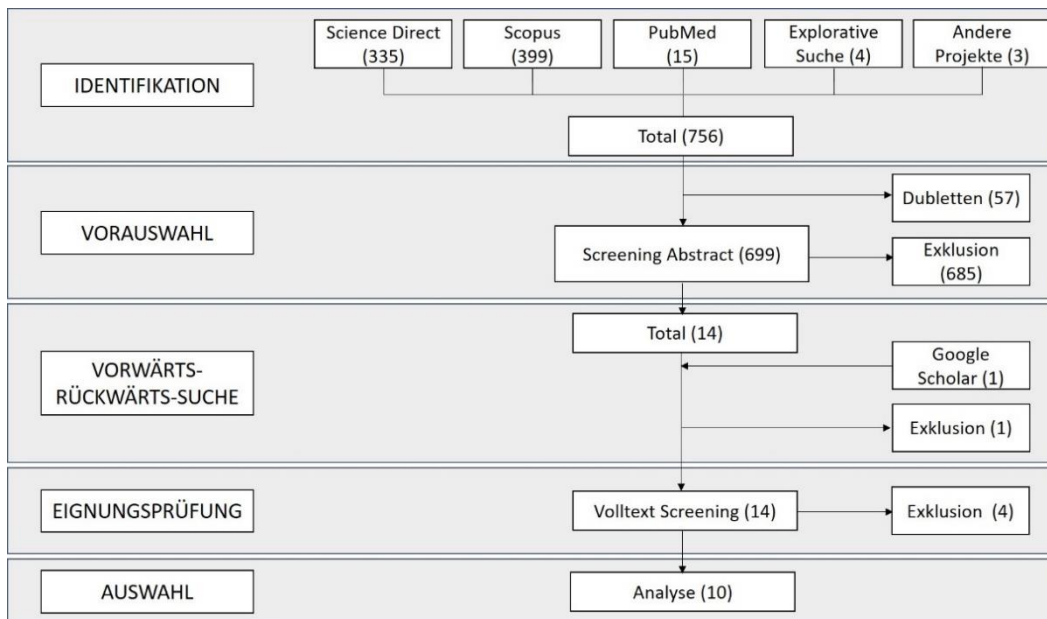 Science Direct
(335)
Scopus
(399)
PubMed
(15)
Explorative
Suche (4)
Andere
Projekte (3)
IDENTIFIKATION
Total (756)
Dubletten (57)
VORAUSWAHL
Screening Abstract (699)
Exklusion
(685)
Total (14)
VORWÄRTS-
RÜCKWÄRTS-SUCHE
Google
Scholar (1)
Exklusion (1)
EIGNUNGSPRÜFUNG
Volltext Screening (14)
Exklusion (4)
AUSWAHL
Analyse (10)